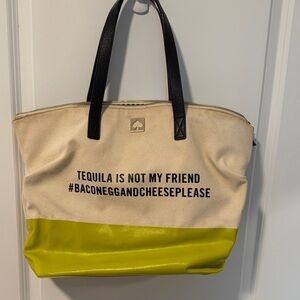 TEQUILA IS NOT MY FRIEND
#BACONEGGANDCHEESEPLEASE